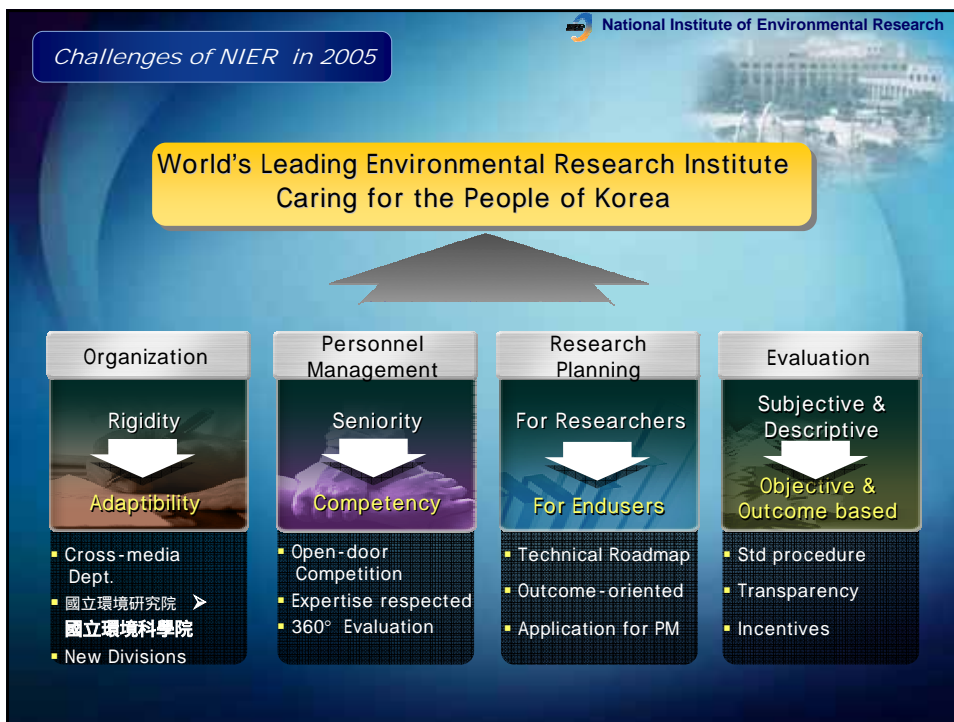 National Institute of Environmental Research
Challenges of NIER in 2005
World's Leading Environmental Research Institute
Caring for the People of Korea
Organization
Rigidity
Adaptibility
▪ Cross-media
Dept.
▪ 國立環境研究院 ➢
國立環境科學院
▪ New Divisions
Personnel
Management
Seniority
Competency
▪ Open-door
Competition
▪ Expertise respected
▪ 360° Evaluation
Research
Planning
For Researchers
For Endusers
▪ Technical Roadmap
▪ Outcome-oriented
▪ Application for PM
Evaluation
Subjective &
Descriptive
Objective &
Outcome based
▪ Std procedure
▪ Transparency
▪ Incentives